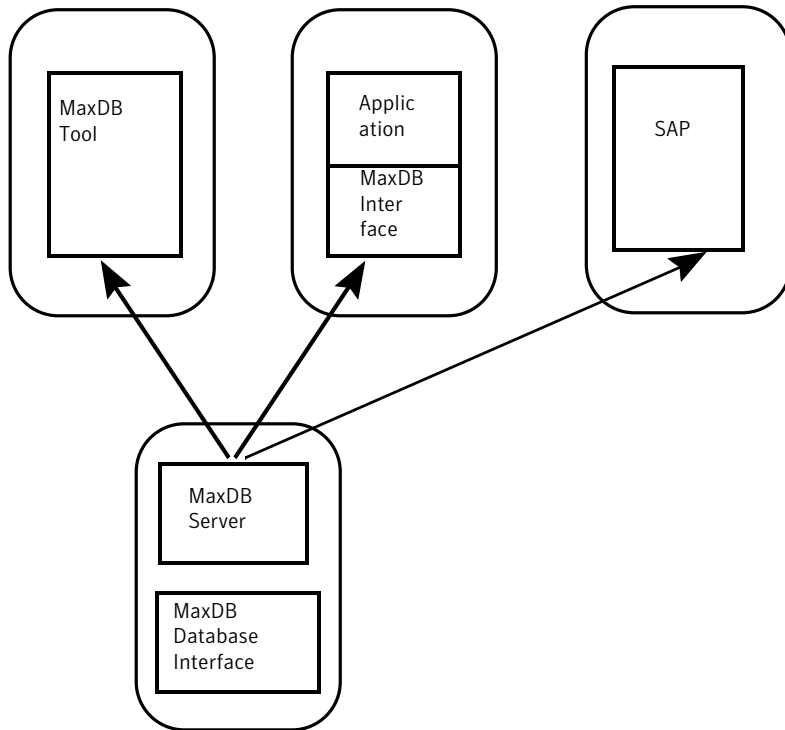 MaxDB
Tool
Applic
ation
MaxDB
Inter
face
SAP
MaxDB
Server
MaxDB
Database
Interface